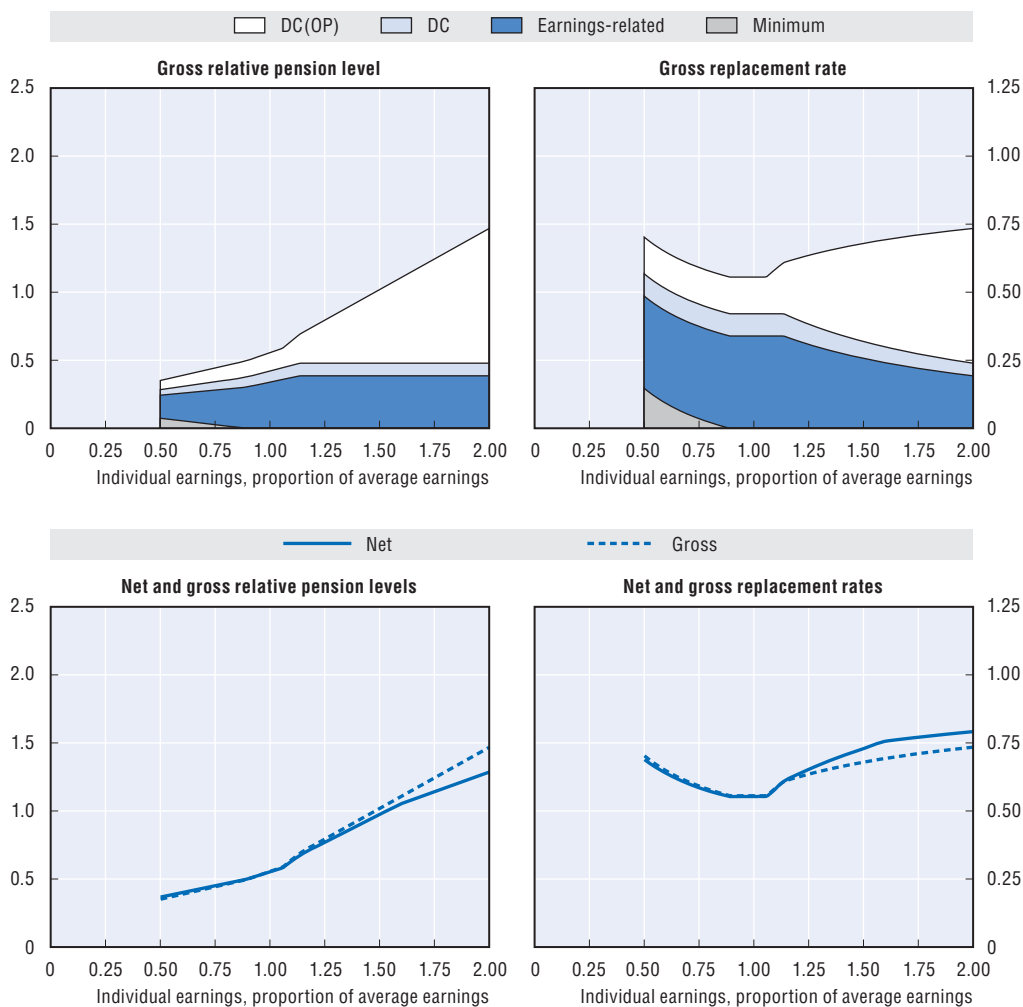 DC(OP) DC Earnings-related Minimum
Gross relative pension level
Gross replacement rate
2.5
2.0
1.5
1.0
0.5
0
0 0.25 0.50 0.75 1.00 1.25 1.50 1.75 2.00
Individual earnings, proportion of average earnings
1.25
1.00
0.75
0.50
0.25
0
0 0.25 0.50 0.75 1.00 1.25 1.50 1.75 2.00
Individual earnings, proportion of average earnings
Net Gross
Net and gross relative pension levels
Net and gross replacement rates
2.5
2.0
1.5
1.0
0.5
0
0 0.25 0.50 0.75 1.00 1.25 1.50 1.75 2.00
Individual earnings, proportion of average earnings
1.25
1.00
0.75
0.50
0.25
0
0 0.25 0.50 0.75 1.00 1.25 1.50 1.75 2.00
Individual earnings, proportion of average earnings